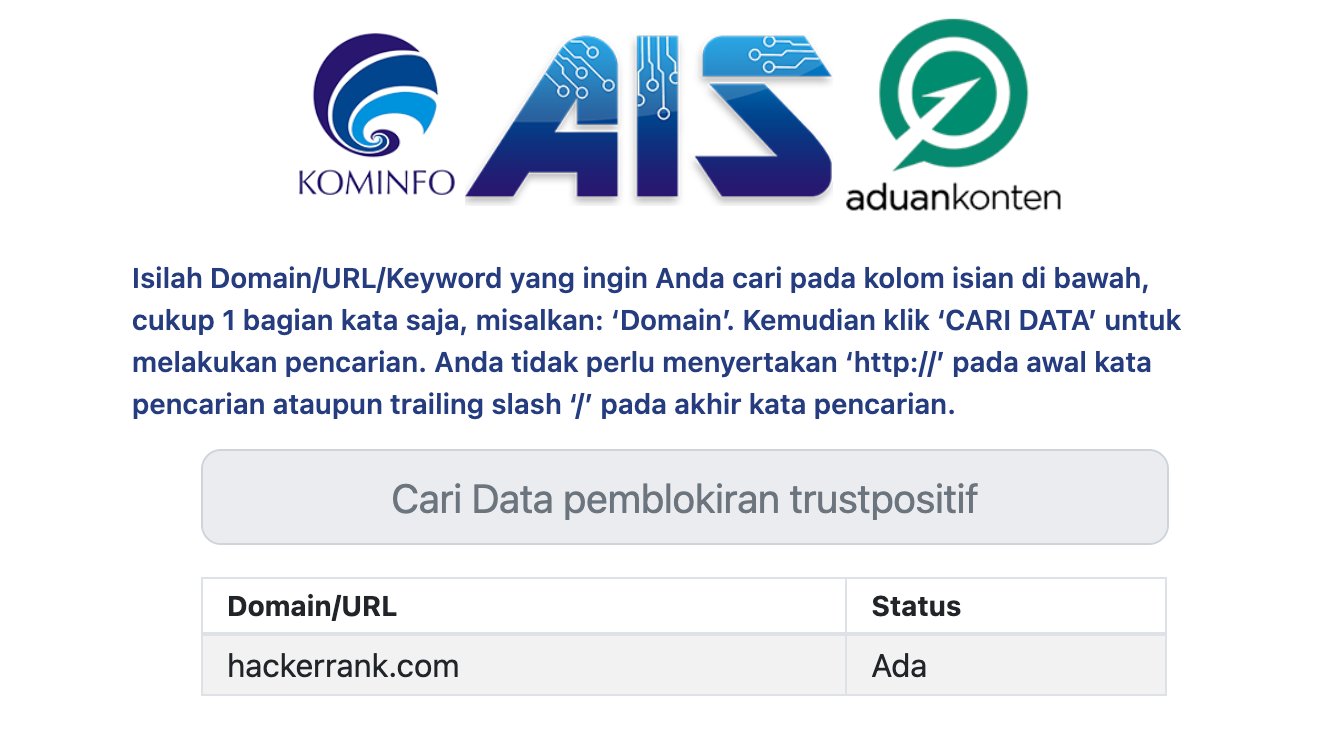 KOMINFO
AIS
aduankonten
Isilah Domain/URL/Keyword yang ingin Anda cari pada kolom isian di bawah,
cukup 1 bagian kata saja, misalkan: ‘Domain’. Kemudian klik ‘CARI DATA’ untuk
melakukan pencarian. Anda tidak perlu menyertakan ‘http://’ pada awal kata
pencarian ataupun trailing slash ‘/’ pada akhir kata pencarian.
Cari Data pemblokiran trustpositif
Domain/URL Status
hackerrank.com Ada